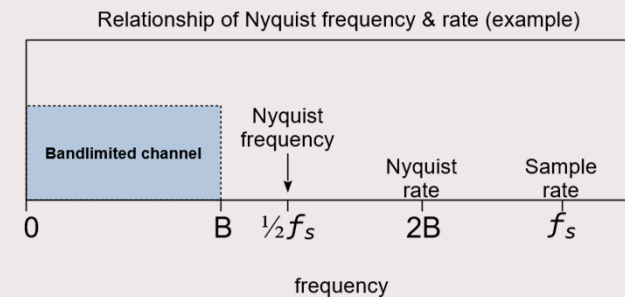 Relationship of Nyquist frequency & rate (example)
Nyquist
frequency
Bandlimited channel
Nyquist
rate
Sample
rate
0 B ½fs 2B fs
frequency